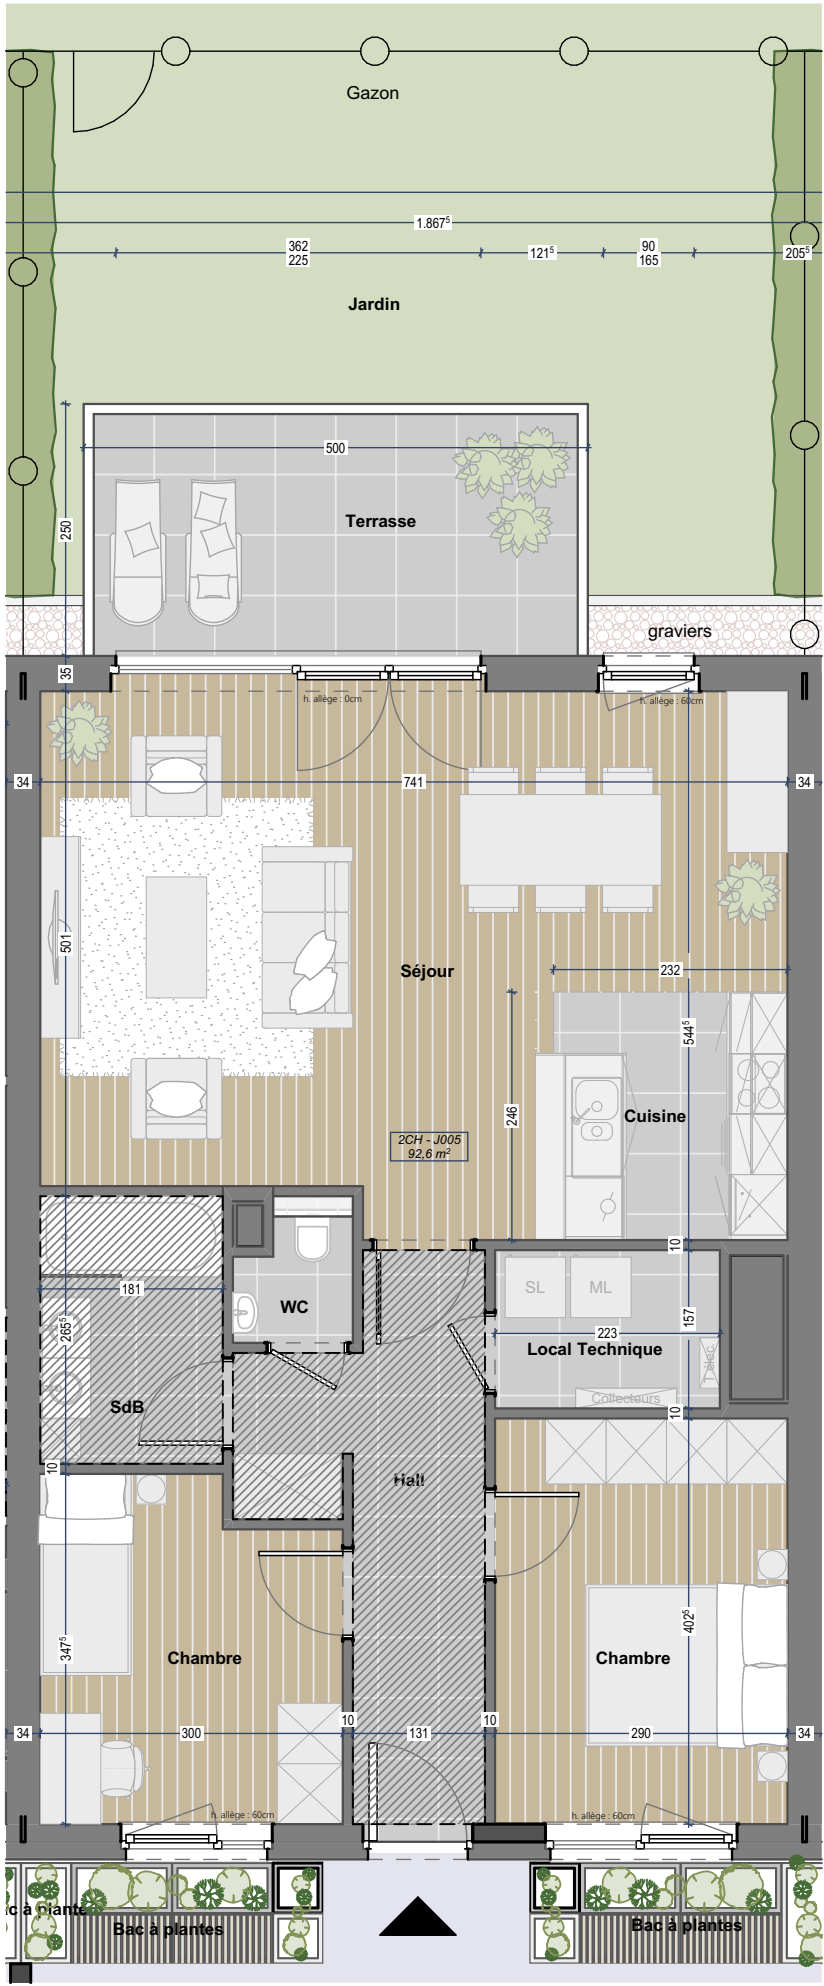 Gazon
1.867⁵
362
225
121⁵
90
165
205⁵
Jardin
500
250
Terrasse
graviers
35
h. allège : 0cm
h. allège : 60cm
34
741
34
501
Séjour
232
544⁵
246
Cuisine
2CH - J005
92,6 m²
10
181
265⁵
SdB
WC
SL
ML
157
223
Local Technique
T.élec.
Collecteurs
10
10
Hall
347⁵
Chambre
402⁵
Chambre
34
300
10
131
10
290
34
h. allège : 60cm
h. allège : 60cm
c à plante
Bac à plantes
Bac à plantes